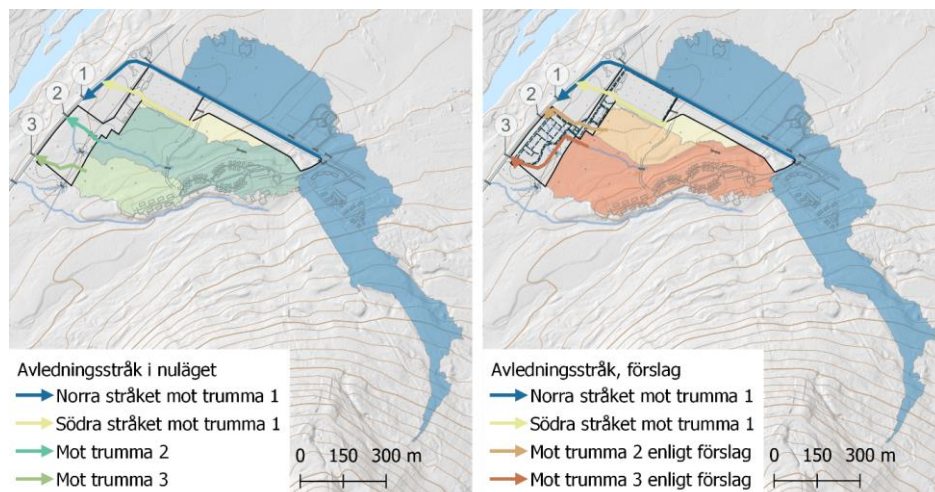 1
2
3
Avledningsstråk i nuläget
Norra stråket mot trumma 1
Södra stråket mot trumma 1
Mot trumma 2
Mot trumma 3
0 150 300 m
1
2
3
Avledningsstråk, förslag
Norra stråket mot trumma 1
Södra stråket mot trumma 1
Mot trumma 2 enligt förslag
Mot trumma 3 enligt förslag
0 150 300 m